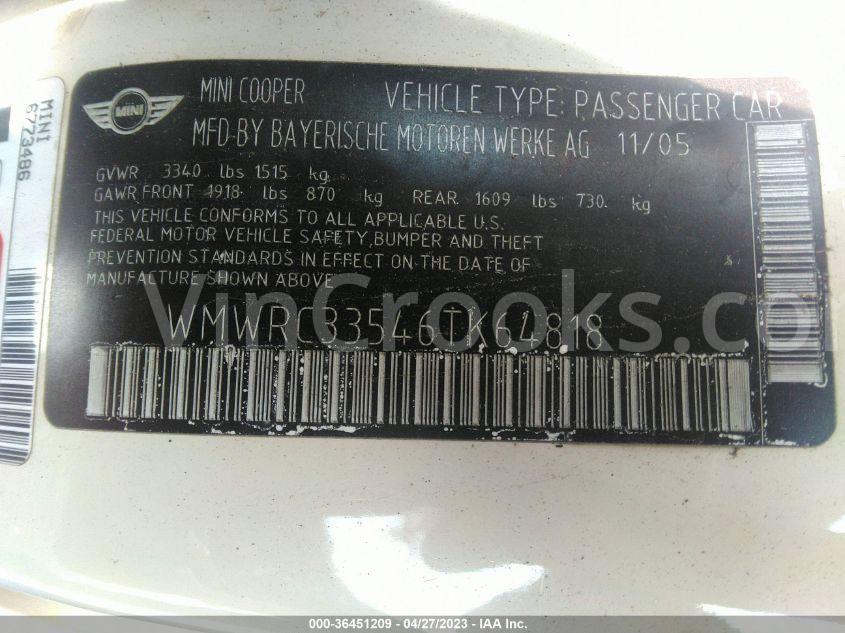 MINI
6773486
MINI
MINI COOPER VEHICLE TYPE: PASSENGER CAR
MFD BY BAYERISCHE MOTOREN WERKE AG 11/05
GVWR 3340 lbs 1515 kg
GAWR FRONT 1918 lbs 870 kg REAR 1609 lbs 730 kg
THIS VEHICLE CONFORMS TO ALL APPLICABLE U.S.
FEDERAL MOTOR VEHICLE SAFETY, BUMPER AND THEFT
PREVENTION STANDARDS IN EFFECT ON THE DATE OF
MANUFACTURE SHOWN ABOVE
VinCrooks.com
WMWRC33546TK64818
000-36451209 - 04/27/2023 - IAA Corp.